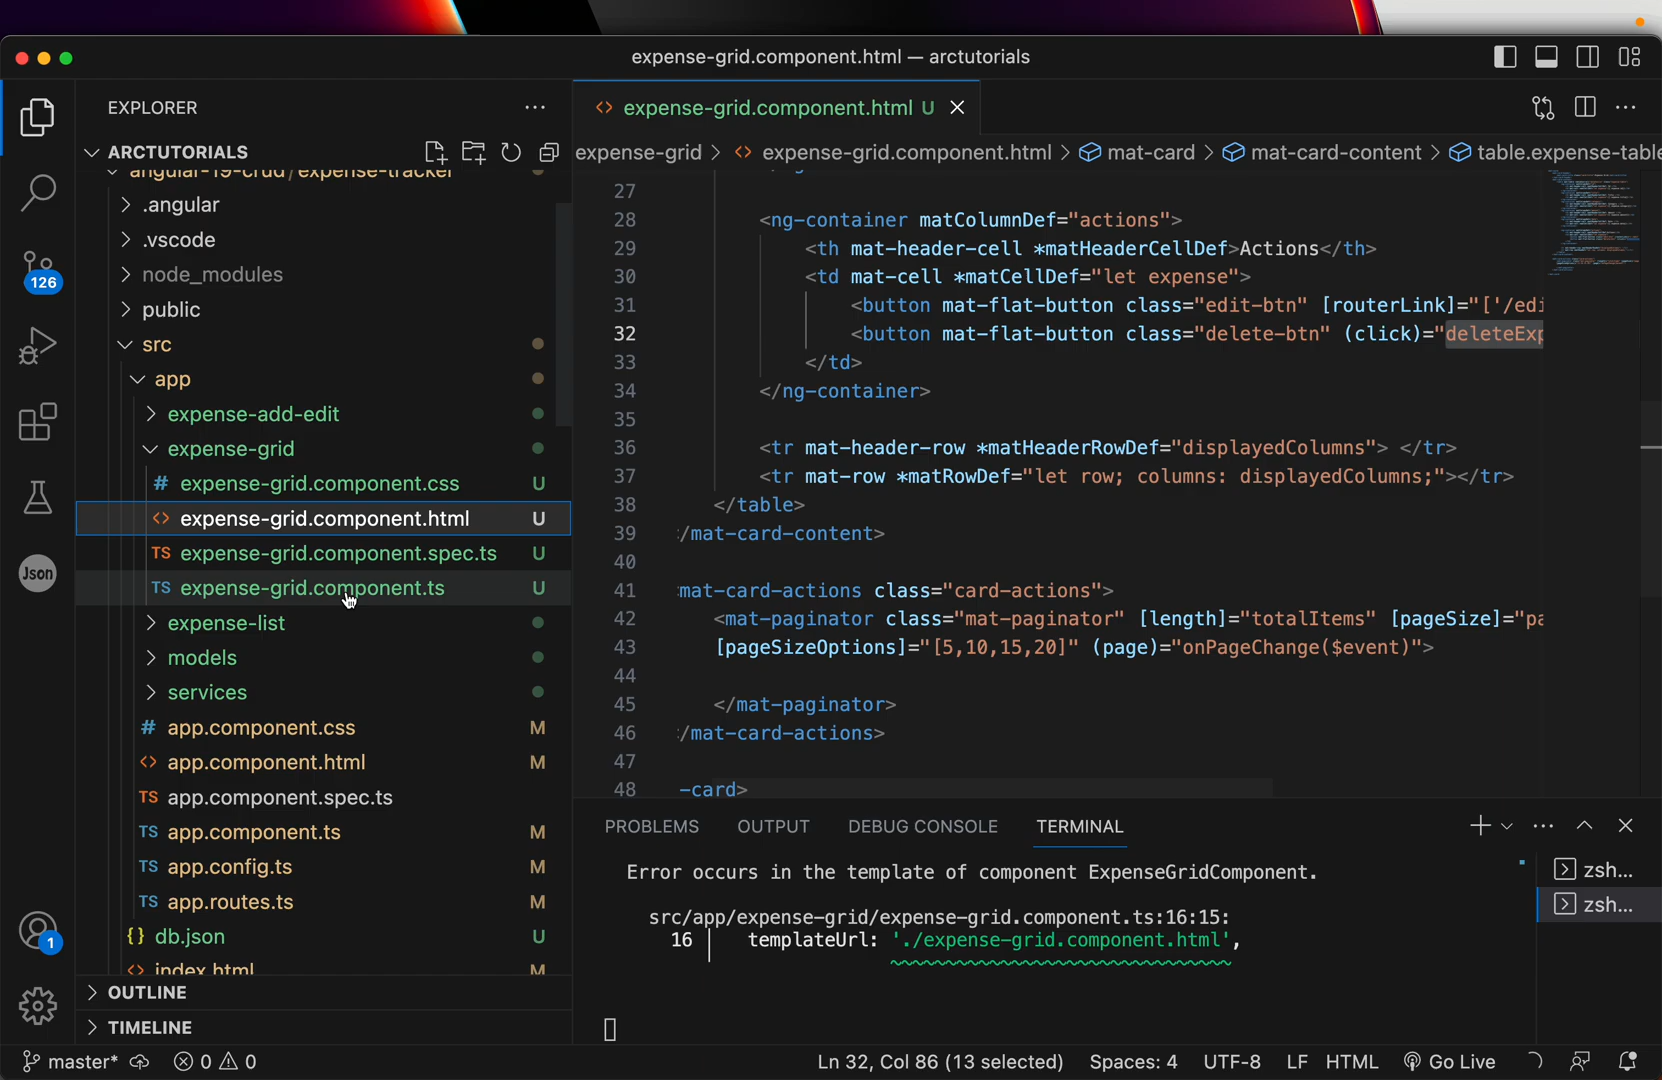 expense-grid.component.html — arctutorials
EXPLORER
ARCTUTORIALS
angular-19-crud / expense-tracker
.angular
.vscode
node_modules
public
src
app
expense-add-edit
expense-grid
# expense-grid.component.css U
<> expense-grid.component.html U
TS expense-grid.component.spec.ts U
TS expense-grid.component.ts U
expense-list
models
services
# app.component.css M
<> app.component.html M
TS app.component.spec.ts
TS app.component.ts M
TS app.config.ts M
TS app.routes.ts M
{} db.json U
<> index.html M
OUTLINE
TIMELINE
126
Json
1
<> expense-grid.component.html U
expense-grid > <> expense-grid.component.html > mat-card > mat-card-content > table.expense-table
27
28 <ng-container matColumnDef="actions">
29 <th mat-header-cell *matHeaderCellDef>Actions</th>
30 <td mat-cell *matCellDef="let expense">
31 <button mat-flat-button class="edit-btn" [routerLink]="['/edi
32 <button mat-flat-button class="delete-btn" (click)="deleteExp
33 </td>
34 </ng-container>
35
36 <tr mat-header-row *matHeaderRowDef="displayedColumns"> </tr>
37 <tr mat-row *matRowDef="let row; columns: displayedColumns;"></tr>
38 </table>
39 /mat-card-content>
40
41 mat-card-actions class="card-actions">
42 <mat-paginator class="mat-paginator" [length]="totalItems" [pageSize]="pa
43 [pageSizeOptions]="[5,10,15,20]" (page)="onPageChange($event)">
44
45 </mat-paginator>
46 /mat-card-actions>
47
48 -card>
PROBLEMS OUTPUT DEBUG CONSOLE TERMINAL
Error occurs in the template of component ExpenseGridComponent.
src/app/expense-grid/expense-grid.component.ts:16:15:
16 │ templateUrl: './expense-grid.component.html',
zsh...
zsh...
master* 0 0 Ln 32, Col 86 (13 selected) Spaces: 4 UTF-8 LF HTML Go Live